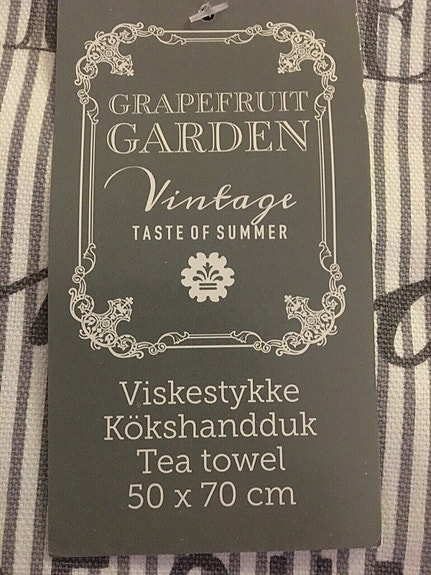 GRAPEFRUIT
GARDEN
Vintage
TASTE OF SUMMER
Viskestykke
Kökshandduk
Tea towel
50 x 70 cm